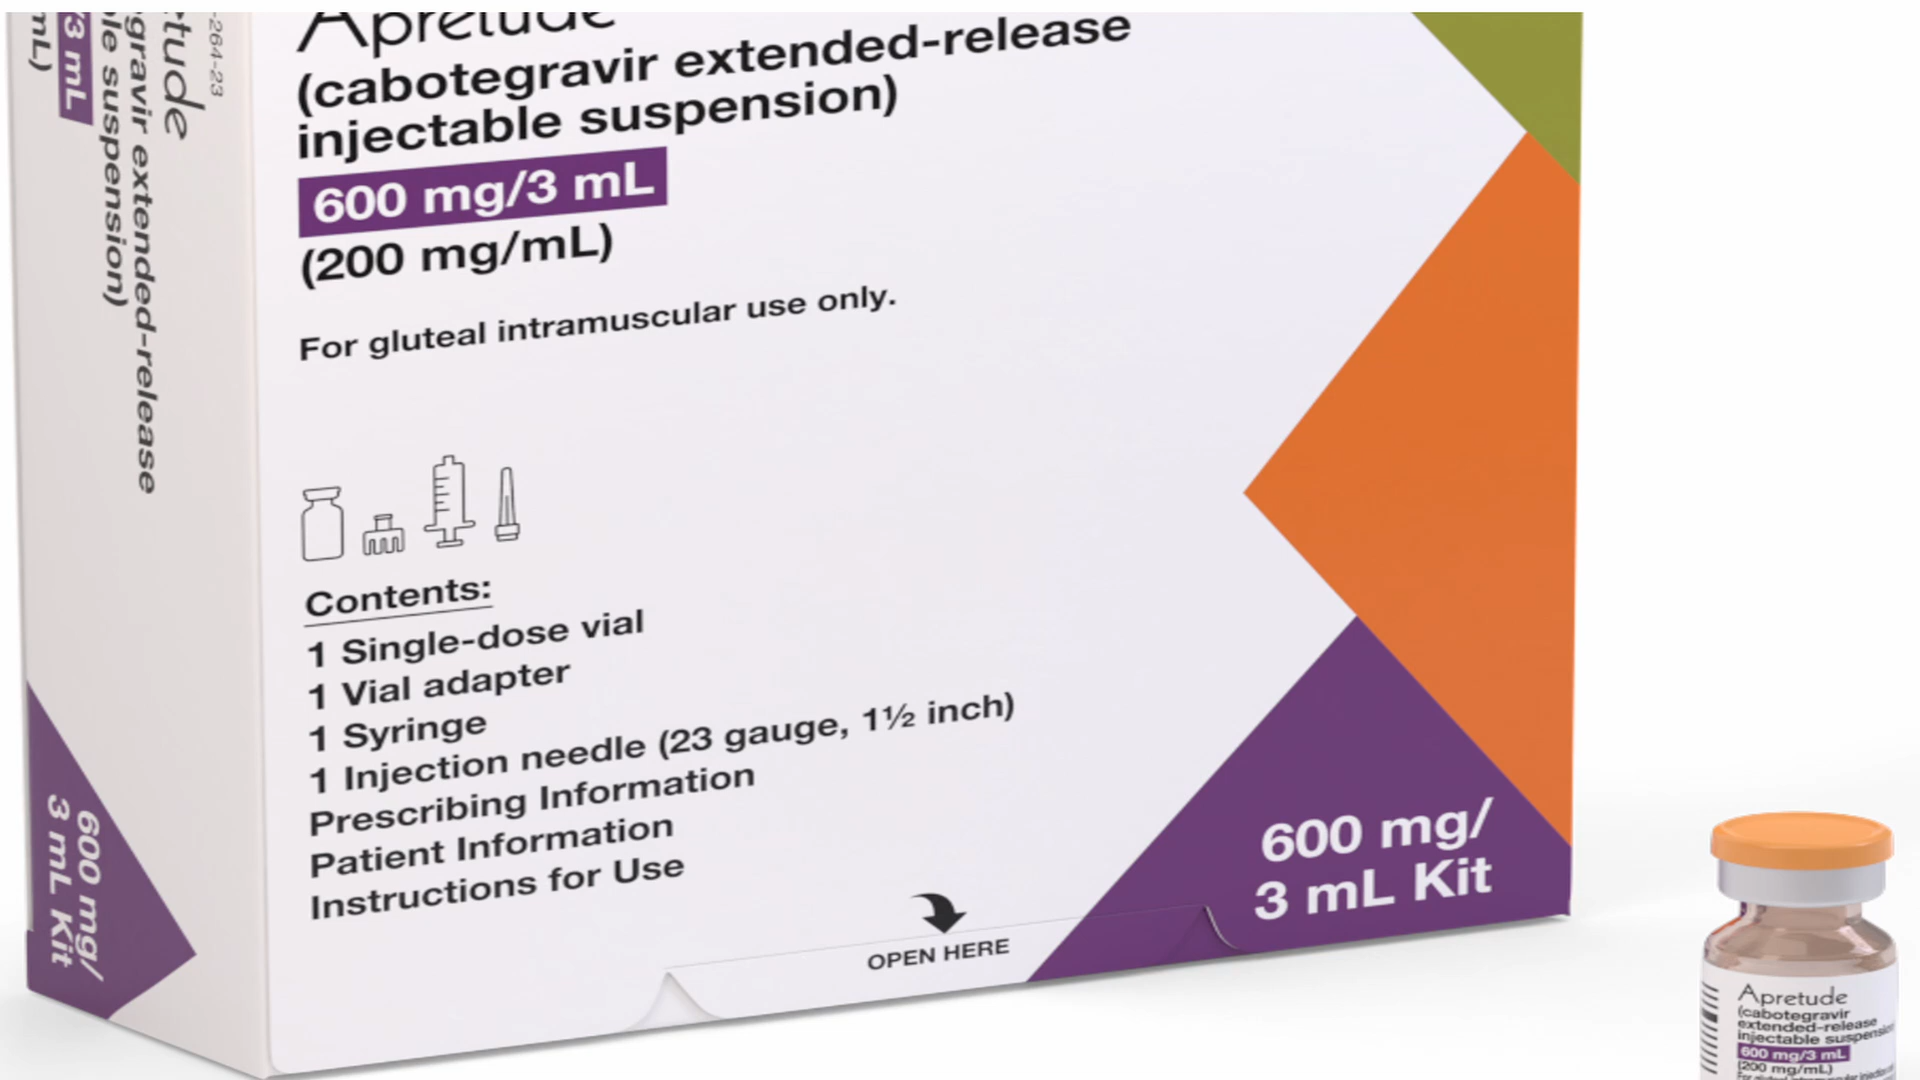 Apretude
(cabotegravir extended-release
injectable suspension)
600 mg/3 mL
(200 mg/mL)
For gluteal intramuscular use only.
Contents:
1 Single-dose vial
1 Vial adapter
1 Syringe
1 Injection needle (23 gauge, 1½ inch)
Prescribing Information
Patient Information
Instructions for Use
OPEN HERE
600 mg/
3 mL Kit
-264-23
etude
gravir extended-release
le suspension)
/3 mL
mL)
600 mg/
3 mL Kit
Apretude
(cabotegravir
extended-release
injectable suspension
600 mg/3 mL
(200 mg/mL)